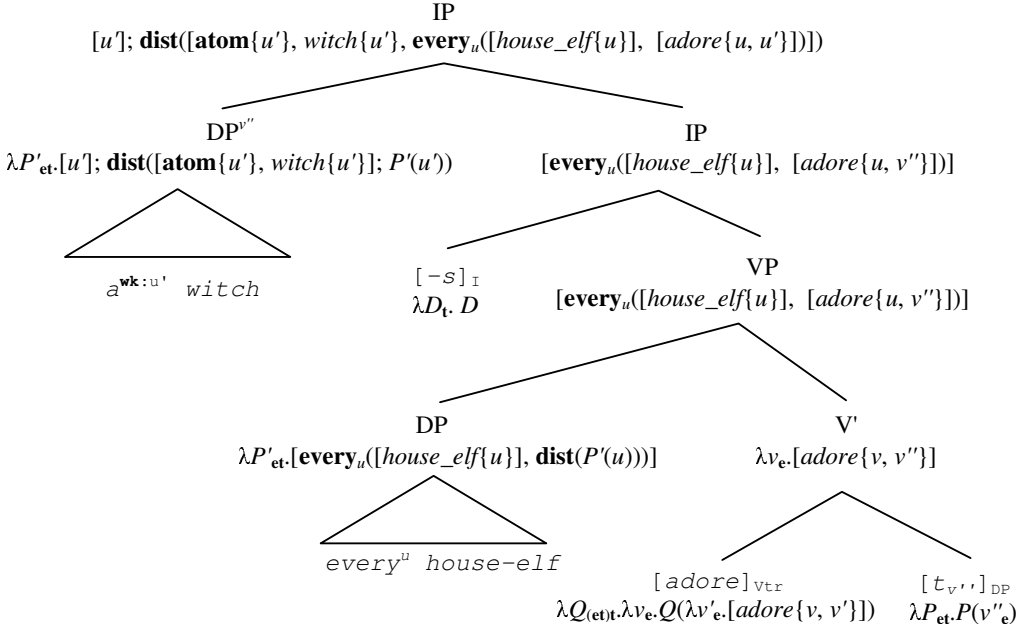 IP
[u']; dist([atom{u'}, witch{u'}, every_u([house_elf{u}], [adore{u, u'}])])
DP^v'' IP
λP'_et.[u']; dist([atom{u'}, witch{u'}]; P'(u')) [every_u([house_elf{u}], [adore{u, v''}])]
a^wk:u' witch [-s]_I VP
λD_t. D [every_u([house_elf{u}], [adore{u, v''}])]
DP V'
λP'_et.[every_u([house_elf{u}], dist(P'(u)))] λv_e.[adore{v, v''}]
every^u house-elf
[adore]_Vtr [t_v'']_DP
λQ_(et)t.λv_e.Q(λv'_e.[adore{v, v'}]) λP_et.P(v''_e)